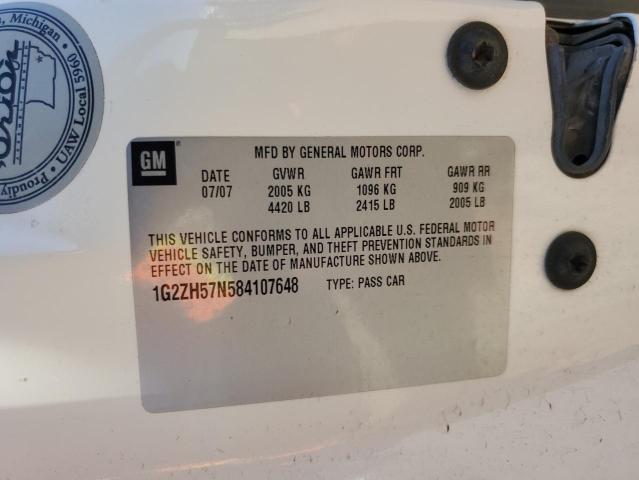 n, Michigan
UAW Local 5960
Proudly
GM
MFD BY GENERAL MOTORS CORP.
DATE GVWR GAWR FRT GAWR RR
07/07 2005 KG 1096 KG 909 KG
4420 LB 2415 LB 2005 LB
THIS VEHICLE CONFORMS TO ALL APPLICABLE U.S. FEDERAL MOTOR
VEHICLE SAFETY, BUMPER, AND THEFT PREVENTION STANDARDS IN
EFFECT ON THE DATE OF MANUFACTURE SHOWN ABOVE.
1G2ZH57N584107648 TYPE: PASS CAR